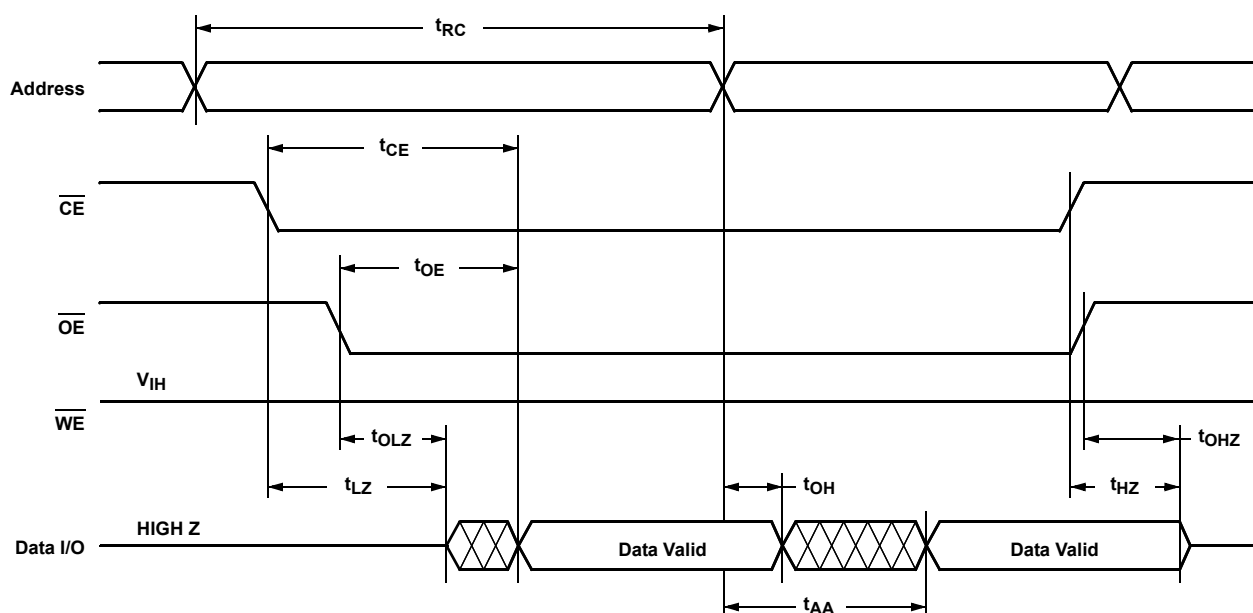 tRC
Address
tCE
CE
tOE
OE
VIH
WE
tOLZ
tOHZ
tLZ
tOH
tHZ
HIGH Z
Data I/O
Data Valid
Data Valid
tAA